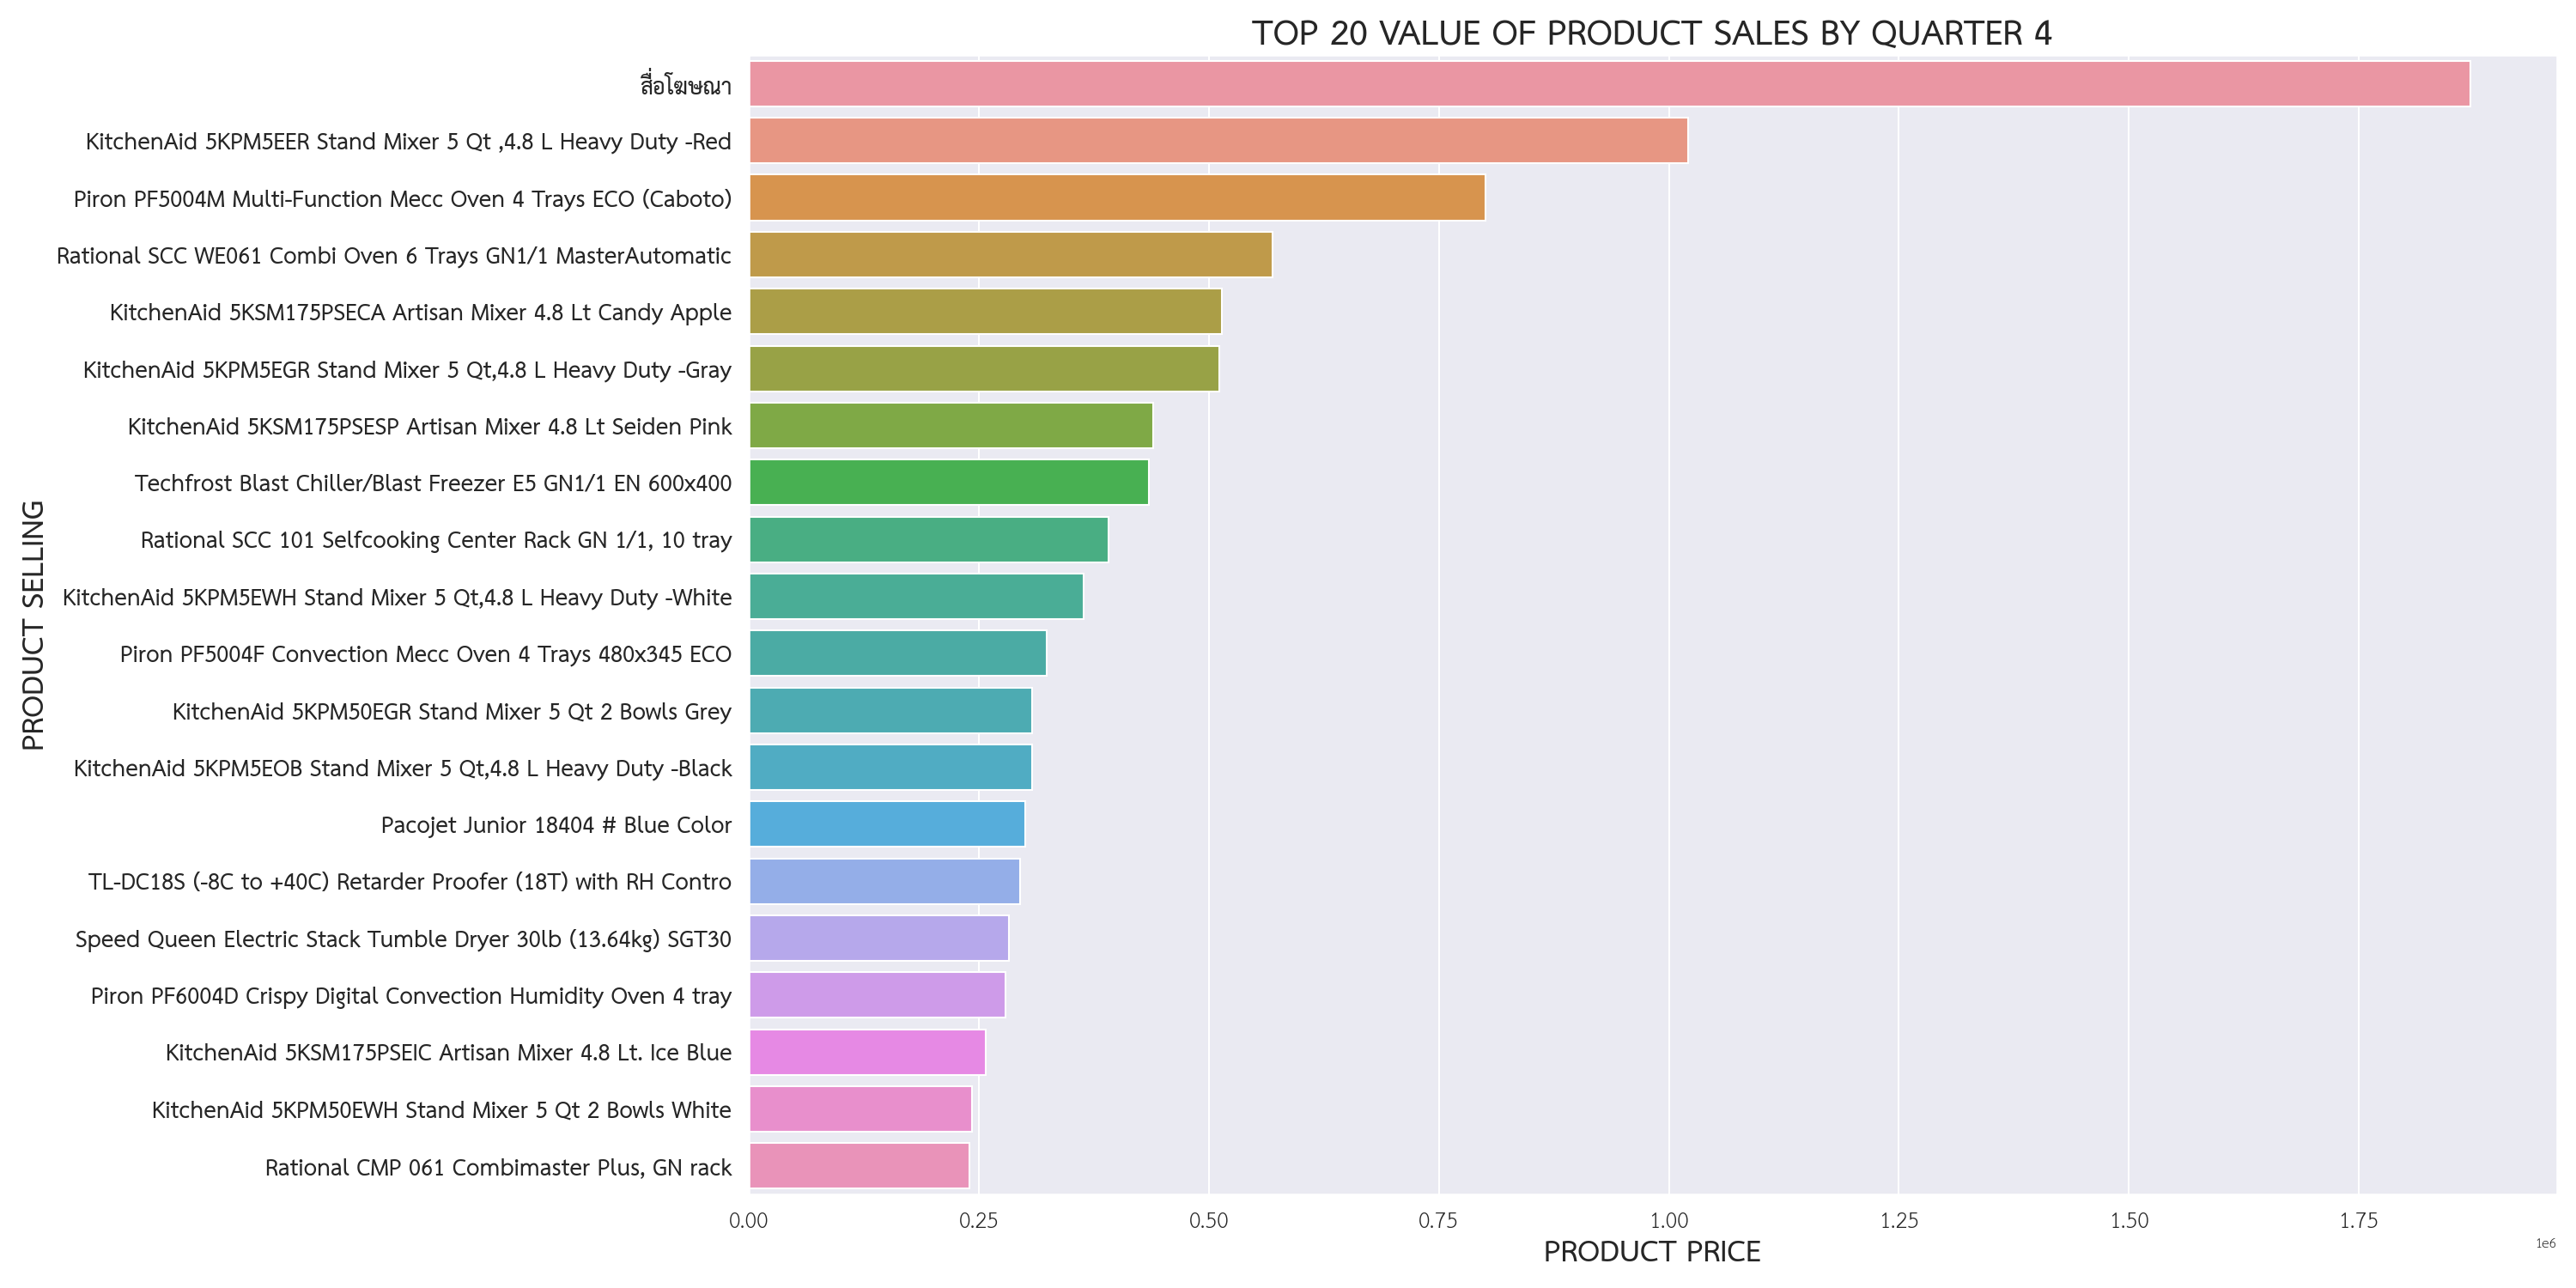 TOP 20 VALUE OF PRODUCT SALES BY QUARTER 4
PRODUCT SELLING
สื่อโฆษณา
KitchenAid 5KPM5EER Stand Mixer 5 Qt ,4.8 L Heavy Duty -Red
Piron PF5004M Multi-Function Mecc Oven 4 Trays ECO (Caboto)
Rational SCC WE061 Combi Oven 6 Trays GN1/1 MasterAutomatic
KitchenAid 5KSM175PSECA Artisan Mixer 4.8 Lt Candy Apple
KitchenAid 5KPM5EGR Stand Mixer 5 Qt,4.8 L Heavy Duty -Gray
KitchenAid 5KSM175PSESP Artisan Mixer 4.8 Lt Seiden Pink
Techfrost Blast Chiller/Blast Freezer E5 GN1/1 EN 600x400
Rational SCC 101 Selfcooking Center Rack GN 1/1, 10 tray
KitchenAid 5KPM5EWH Stand Mixer 5 Qt,4.8 L Heavy Duty -White
Piron PF5004F Convection Mecc Oven 4 Trays 480x345 ECO
KitchenAid 5KPM50EGR Stand Mixer 5 Qt 2 Bowls Grey
KitchenAid 5KPM5EOB Stand Mixer 5 Qt,4.8 L Heavy Duty -Black
Pacojet Junior 18404 # Blue Color
TL-DC18S (-8C to +40C) Retarder Proofer (18T) with RH Contro
Speed Queen Electric Stack Tumble Dryer 30lb (13.64kg) SGT30
Piron PF6004D Crispy Digital Convection Humidity Oven 4 tray
KitchenAid 5KSM175PSEIC Artisan Mixer 4.8 Lt. Ice Blue
KitchenAid 5KPM50EWH Stand Mixer 5 Qt 2 Bowls White
Rational CMP 061 Combimaster Plus, GN rack
0.00 0.25 0.50 0.75 1.00 1.25 1.50 1.75
1e6
PRODUCT PRICE